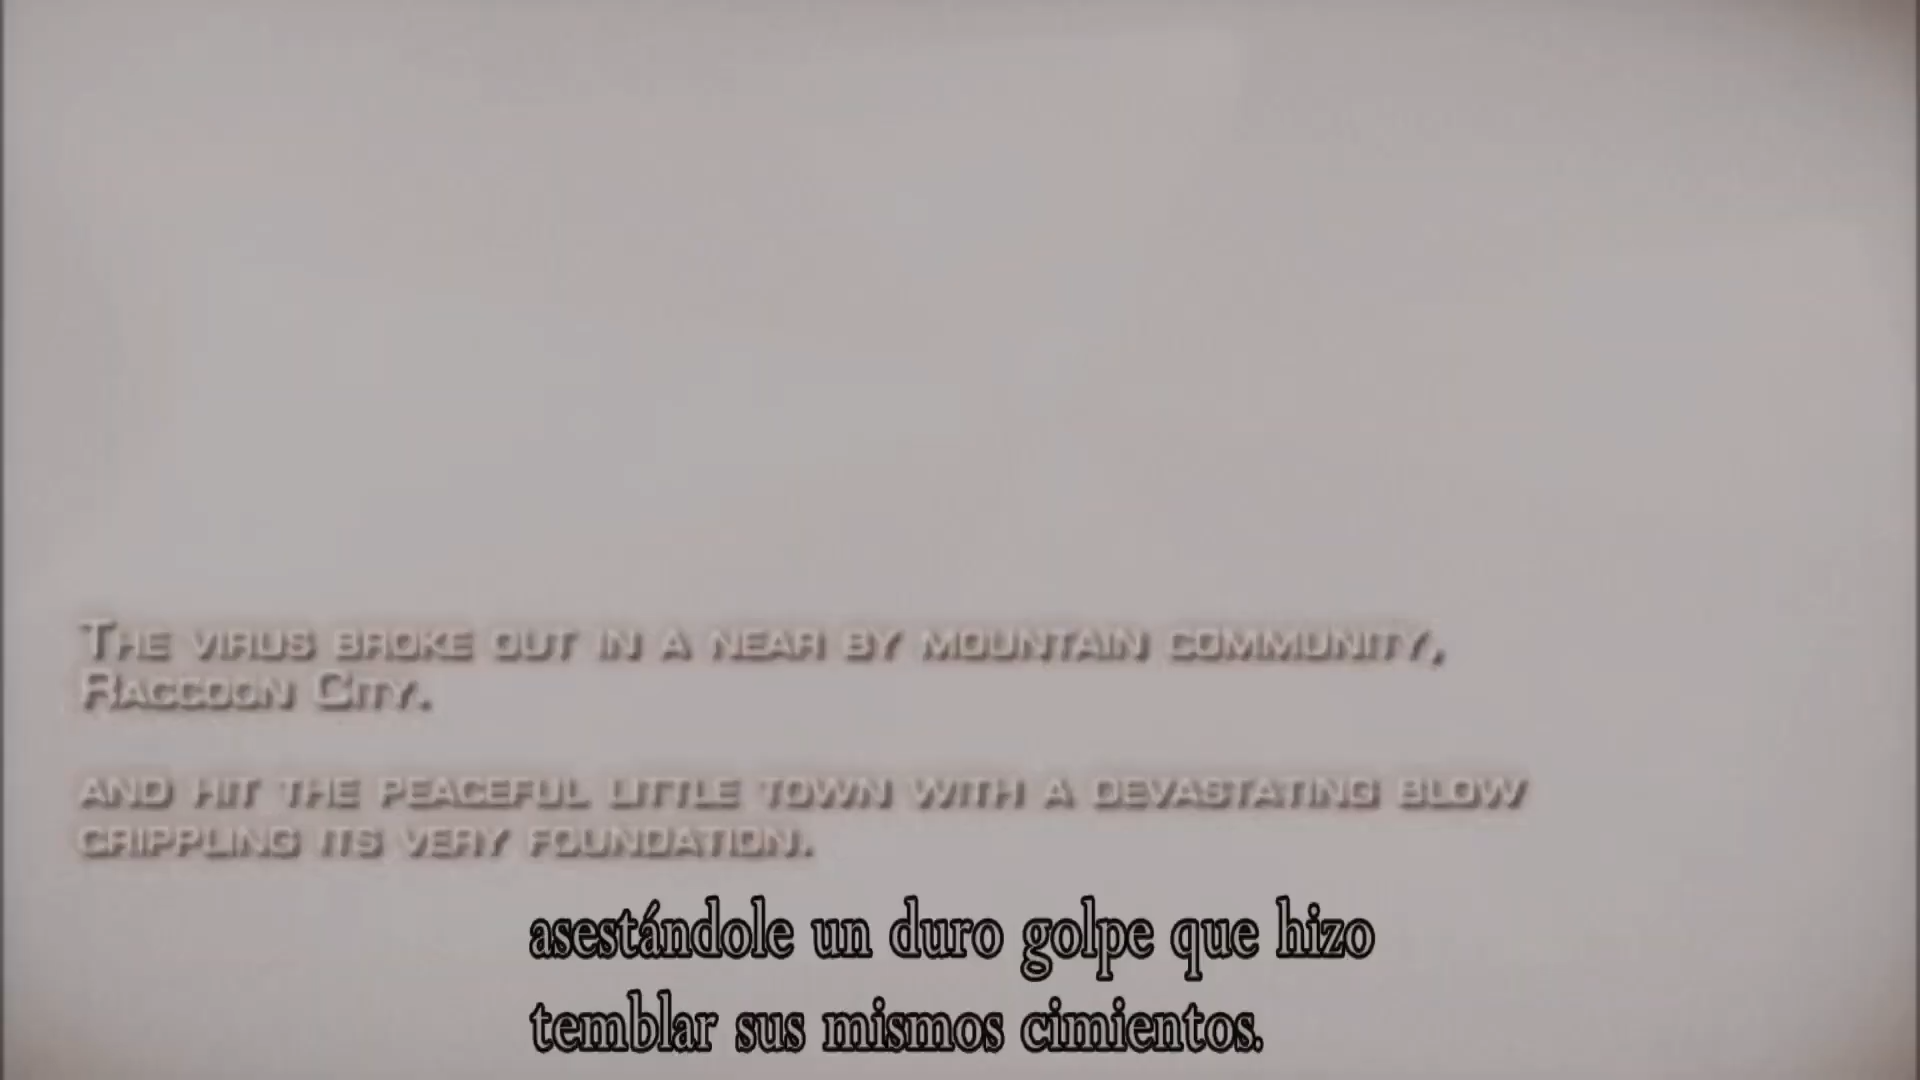 The virus broke out in a near by mountain community,
Raccoon City.
and hit the peaceful little town with a devastating blow
crippling its very foundation.
asestándole un duro golpe que hizo
temblar sus mismos cimientos.